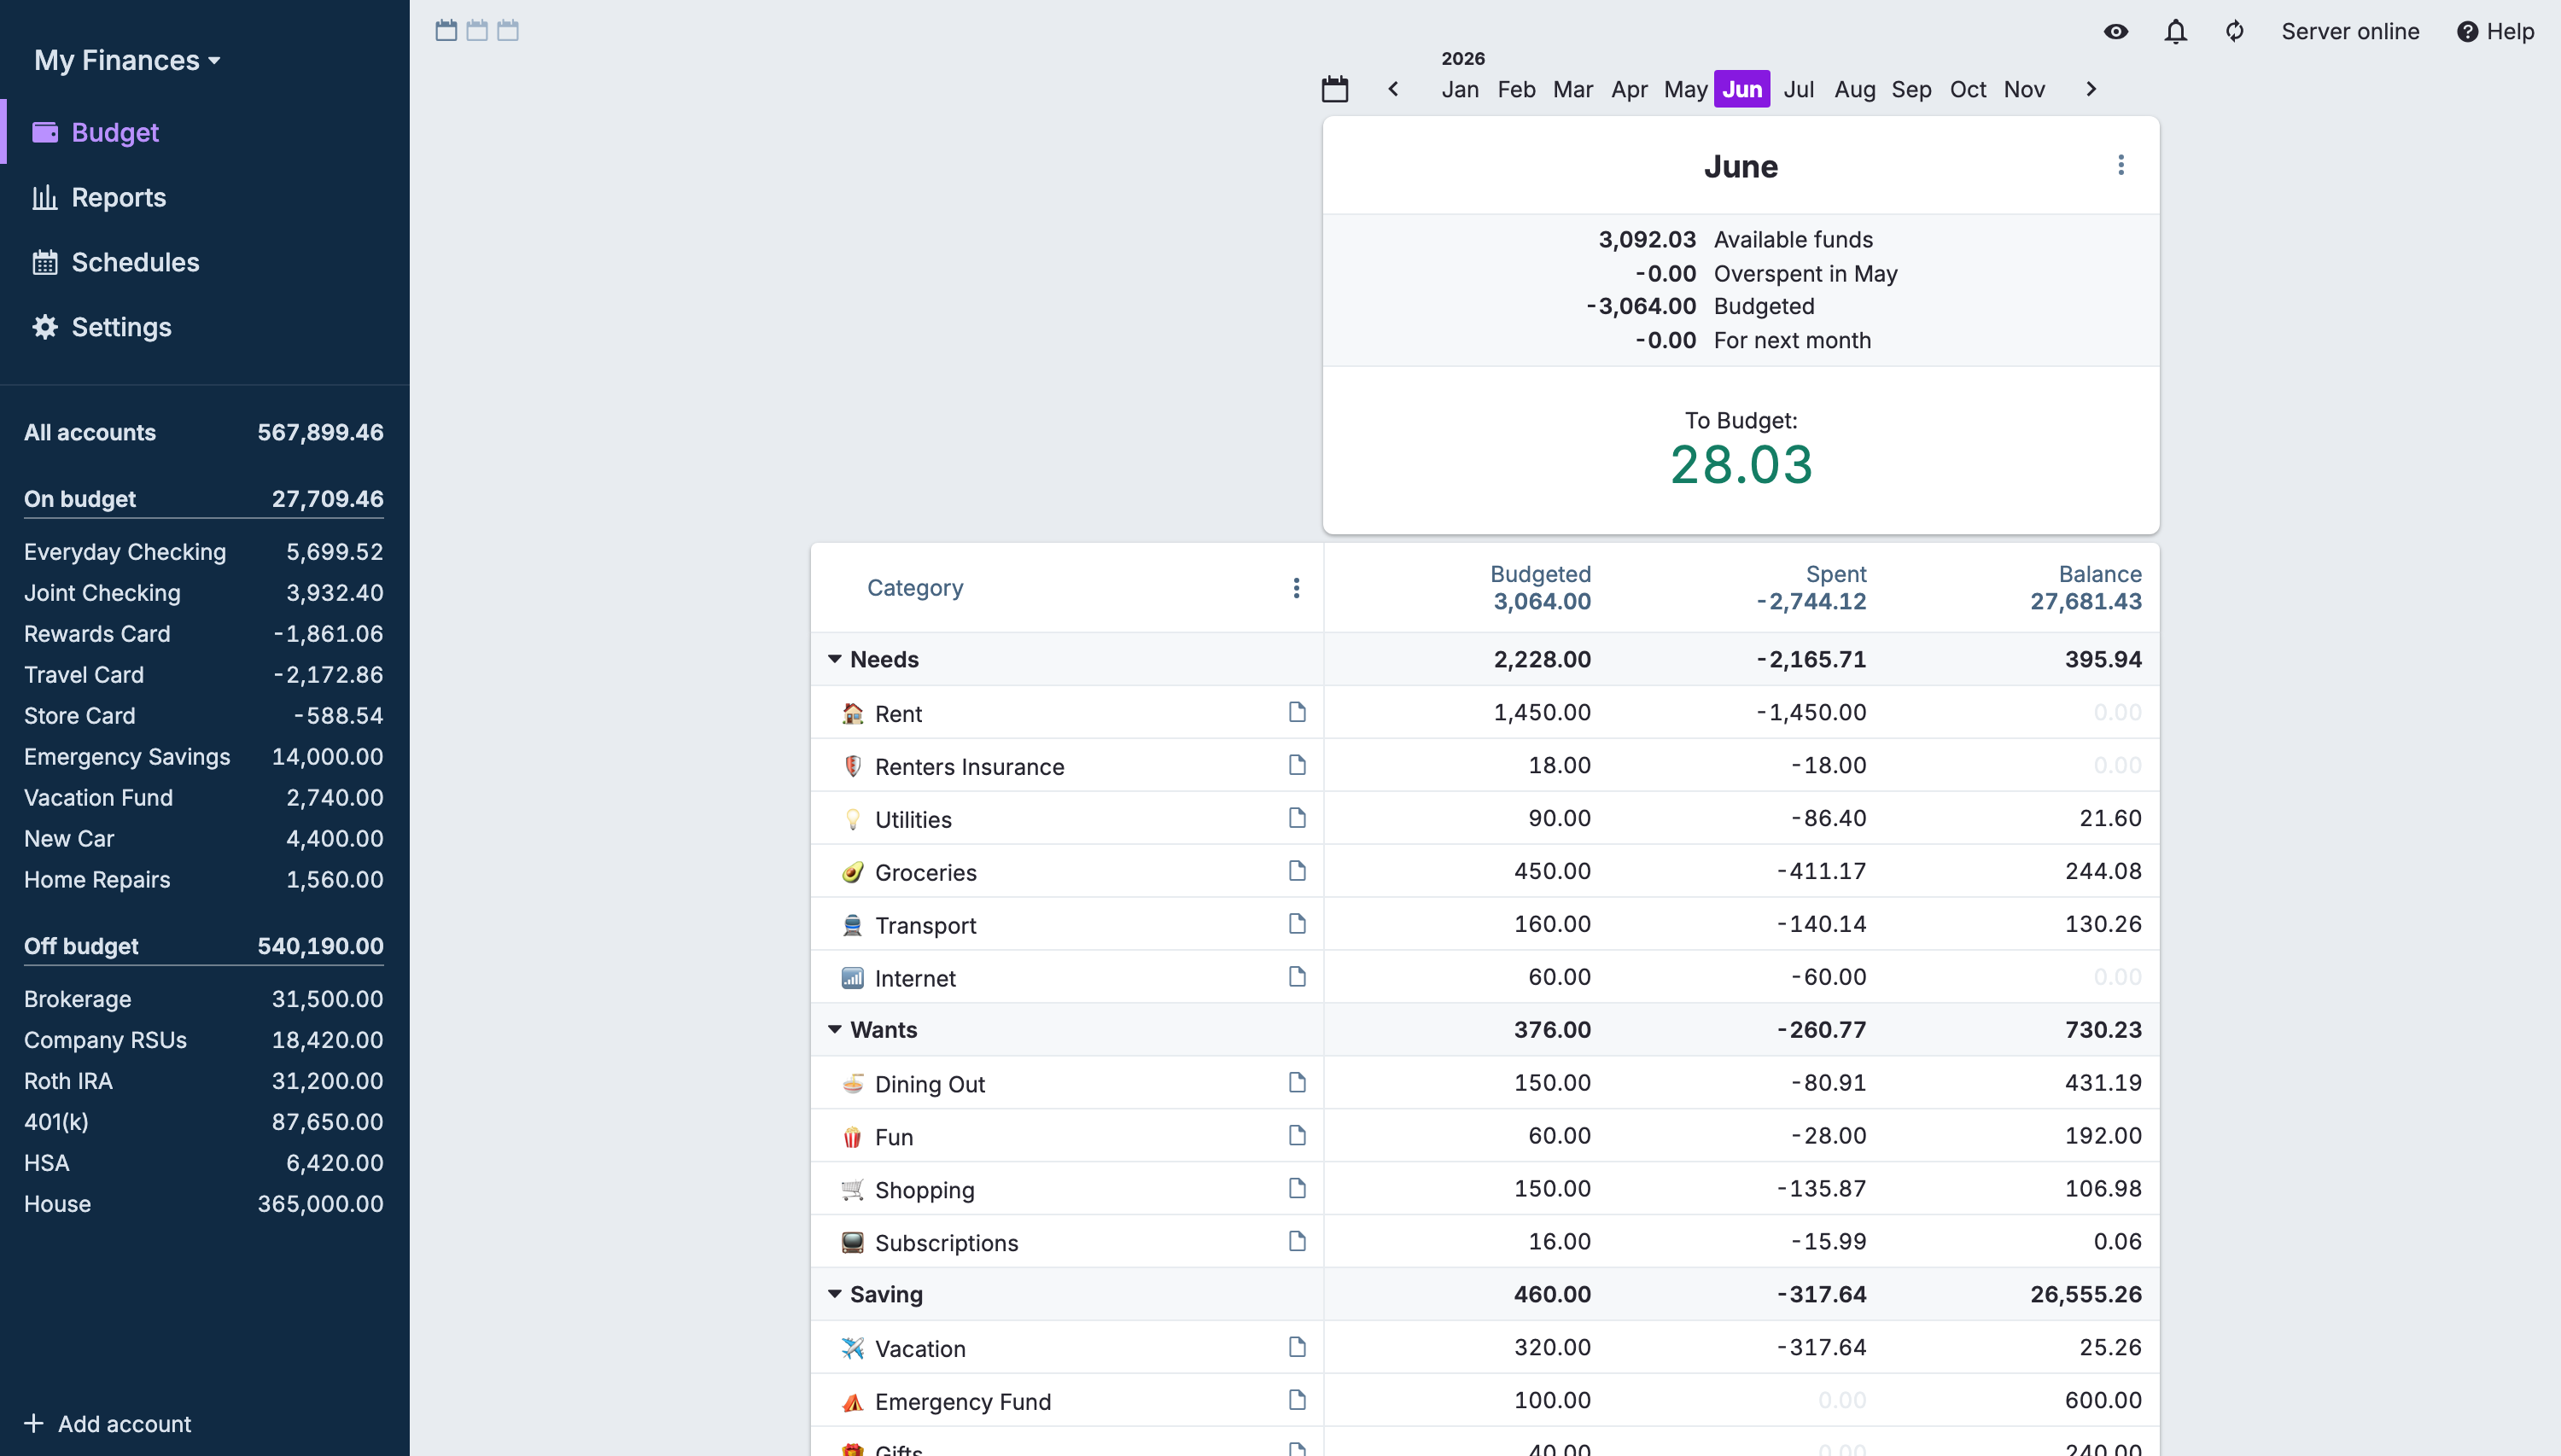 My Finances
Budget
Reports
Schedules
Settings
All accounts 567,899.46
On budget 27,709.46
Everyday Checking 5,699.52
Joint Checking 3,932.40
Rewards Card -1,861.06
Travel Card -2,172.86
Store Card -588.54
Emergency Savings 14,000.00
Vacation Fund 2,740.00
New Car 4,400.00
Home Repairs 1,560.00
Off budget 540,190.00
Brokerage 31,500.00
Company RSUs 18,420.00
Roth IRA 31,200.00
401(k) 87,650.00
HSA 6,420.00
House 365,000.00
Add account
Server online Help
2026
Jan Feb Mar Apr May Jun Jul Aug Sep Oct Nov
June
3,092.03 Available funds
-0.00 Overspent in May
-3,064.00 Budgeted
-0.00 For next month
To Budget:
28.03
Category Budgeted Spent Balance
3,064.00 -2,744.12 27,681.43
Needs 2,228.00 -2,165.71 395.94
Rent 1,450.00 -1,450.00 0.00
Renters Insurance 18.00 -18.00 0.00
Utilities 90.00 -86.40 21.60
Groceries 450.00 -411.17 244.08
Transport 160.00 -140.14 130.26
Internet 60.00 -60.00 0.00
Wants 376.00 -260.77 730.23
Dining Out 150.00 -80.91 431.19
Fun 60.00 -28.00 192.00
Shopping 150.00 -135.87 106.98
Subscriptions 16.00 -15.99 0.06
Saving 460.00 -317.64 26,555.26
Vacation 320.00 -317.64 25.26
Emergency Fund 100.00 0.00 600.00
Gifts 40.00 0.00 240.00